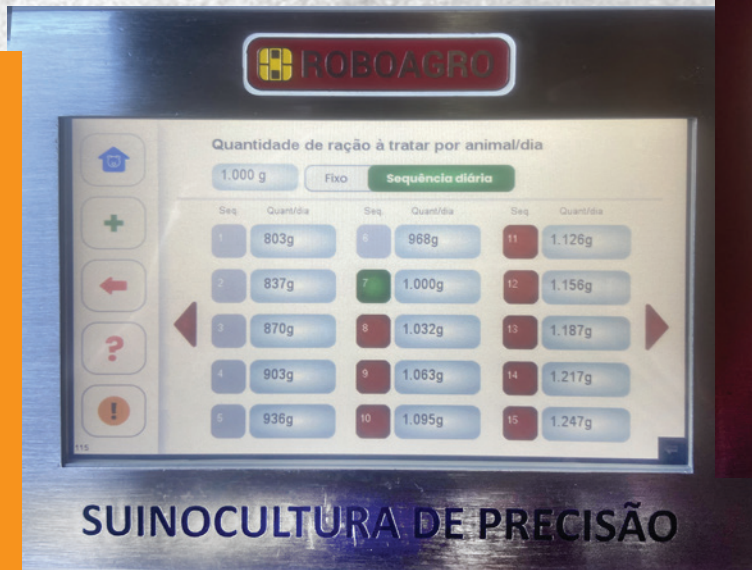 ROBOAGRO
Quantidade de ração à tratar por animal/dia
1.000 g Fixo Sequência diária
Seq. Quant/dia Seq. Quant/dia Seq. Quant/dia
1 803g 6 968g 11 1.126g
2 837g 7 1.000g 12 1.156g
3 870g 8 1.032g 13 1.187g
4 903g 9 1.063g 14 1.217g
5 936g 10 1.095g 15 1.247g
115
SUINOCULTURA DE PRECISÃO